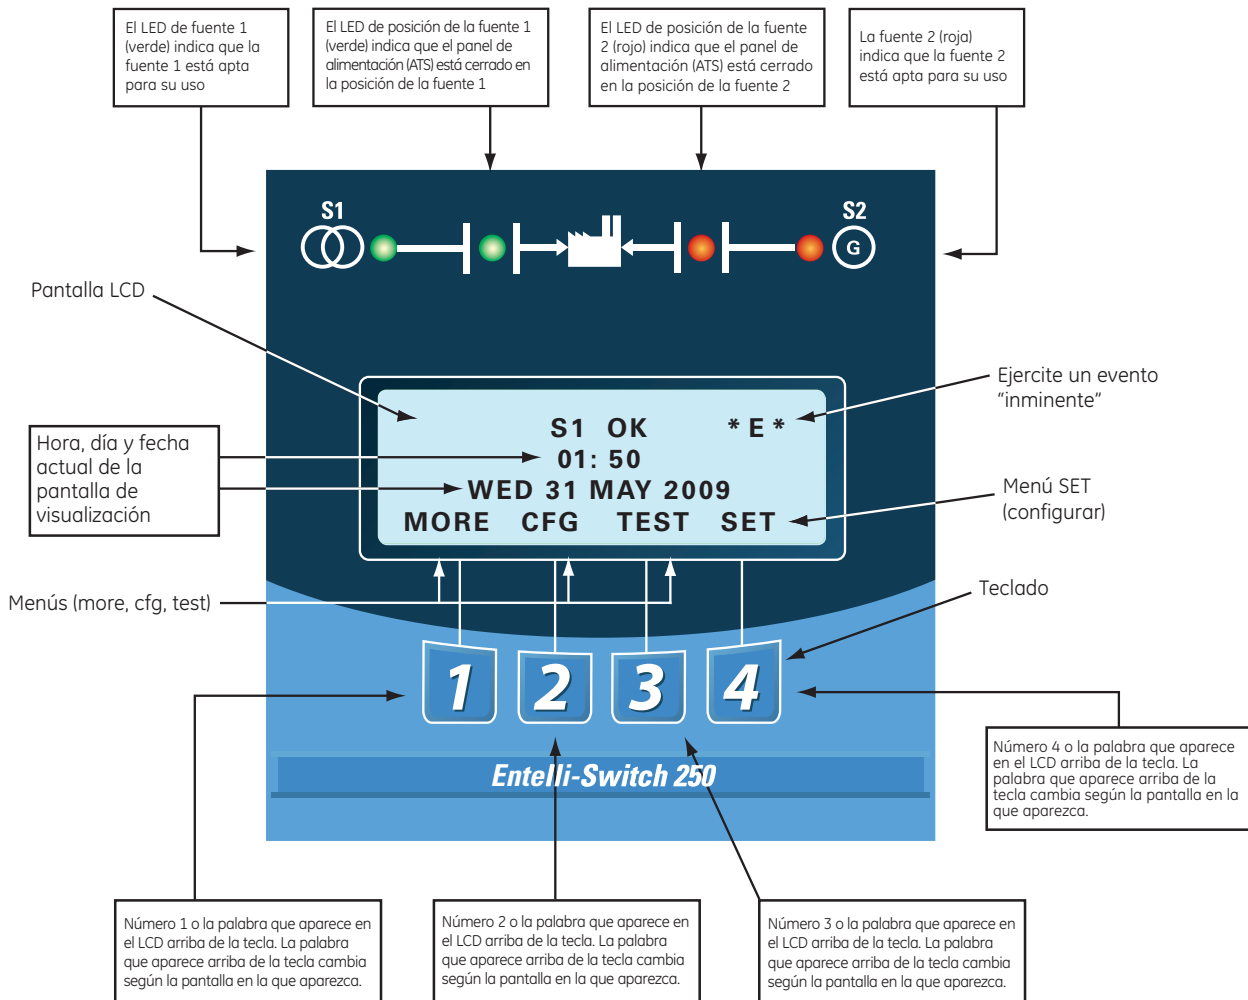 El LED de fuente 1
(verde) indica que la
fuente 1 está apta
para su uso
El LED de posición de la fuente 1
(verde) indica que el panel de
alimentación (ATS) está cerrado en
la posición de la fuente 1
El LED de posición de la fuente
2 (rojo) indica que el panel de
alimentación (ATS) está cerrado
en la posición de la fuente 2
La fuente 2 (roja)
indica que la fuente 2
está apta para su uso
S1
S2
G
Pantalla LCD
Ejercite un evento
"inminente"
S1 OK *E*
01: 50
WED 31 MAY 2009
MORE CFG TEST SET
Hora, día y fecha
actual de la
pantalla de
visualización
Menú SET
(configurar)
Menús (more, cfg, test)
Teclado
1 2 3 4
Entelli-Switch 250
Número 4 o la palabra que aparece
en el LCD arriba de la tecla. La
palabra que aparece arriba de la
tecla cambia según la pantalla en la
que aparezca.
Número 1 o la palabra que aparece en
el LCD arriba de la tecla. La palabra
que aparece arriba de la tecla cambia
según la pantalla en la que aparezca.
Número 2 o la palabra que aparece en
el LCD arriba de la tecla. La palabra
que aparece arriba de la tecla cambia
según la pantalla en la que aparezca.
Número 3 o la palabra que aparece en
el LCD arriba de la tecla. La palabra
que aparece arriba de la tecla cambia
según la pantalla en la que aparezca.